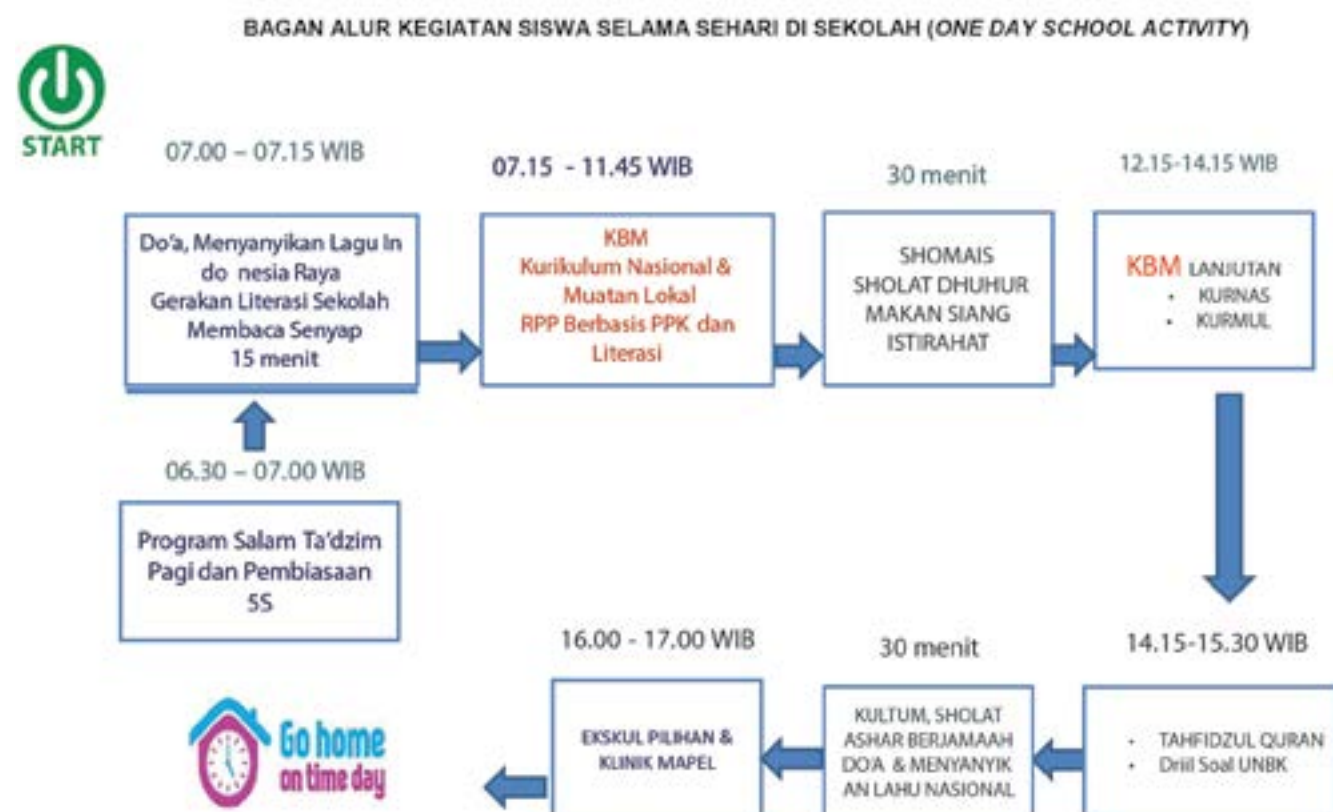 BAGAN ALUR KEGIATAN SISWA SELAMA SEHARI DI SEKOLAH (ONE DAY SCHOOL ACTIVITY)
START
07.00 – 07.15 WIB
Do'a, Menyanyikan Lagu In
do nesia Raya
Gerakan Literasi Sekolah
Membaca Senyap
15 menit
07.15 - 11.45 WIB
KBM
Kurikulum Nasional &
Muatan Lokal
RPP Berbasis PPK dan
Literasi
30 menit
SHOMAIS
SHOLAT DHUHUR
MAKAN SIANG
ISTIRAHAT
12.15-14.15 WIB
KBM LANJUTAN
• KURNAS
• KURMUL
06.30 – 07.00 WIB
Program Salam Ta'dzim
Pagi dan Pembiasaan
5S
14.15-15.30 WIB
• TAHFIDZUL QURAN
• Driil Soal UNBK
30 menit
KULTUM, SHOLAT
ASHAR BERJAMAAH
DO'A & MENYANYIK
AN LAHU NASIONAL
16.00 - 17.00 WIB
EKSKUL PILIHAN &
KLINIK MAPEL
Go home
on time day